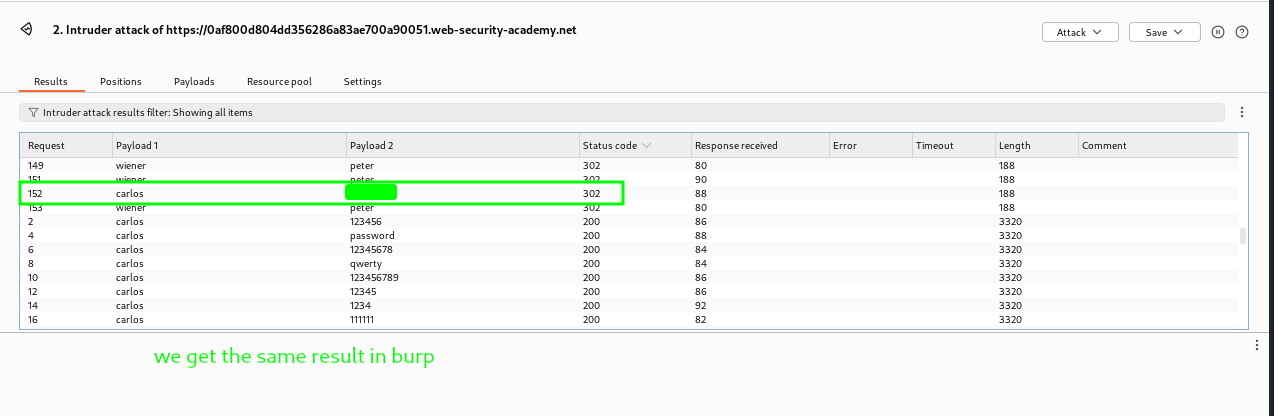 2. Intruder attack of https://0af800d804dd356286a83ae700a90051.web-security-academy.net
Attack Save
Results Positions Payloads Resource pool Settings
Intruder attack results filter: Showing all items
Request Payload 1 Payload 2 Status code Response received Error Timeout Length Comment
149 wiener peter 302 80 188
151 wiener peter 302 90 188
152 carlos 302 88 188
153 wiener peter 302 80 188
2 carlos 123456 200 86 3320
4 carlos password 200 88 3320
6 carlos 12345678 200 84 3320
8 carlos qwerty 200 84 3320
10 carlos 123456789 200 86 3320
12 carlos 12345 200 86 3320
14 carlos 1234 200 92 3320
16 carlos 111111 200 82 3320
we get the same result in burp